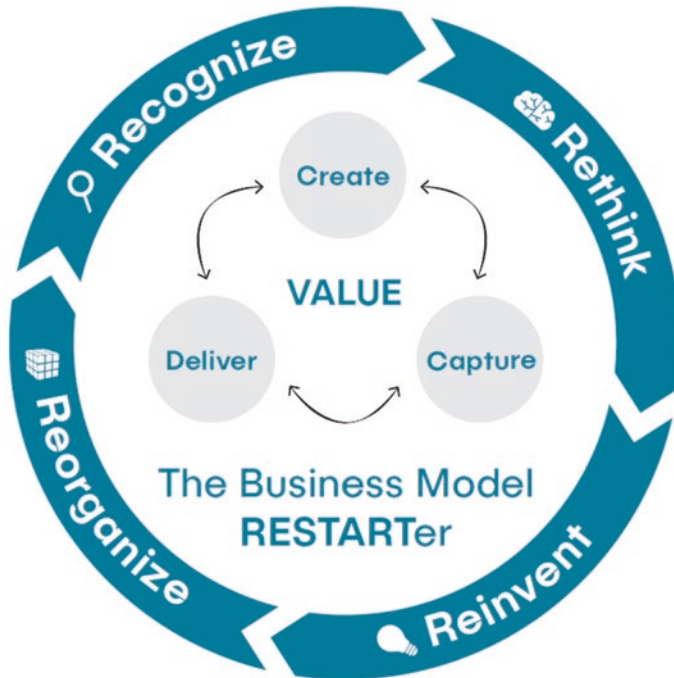 Recognize
Rethink
Create
VALUE
Deliver
Capture
Reorganize
The Business Model
RESTARTer
Reinvent